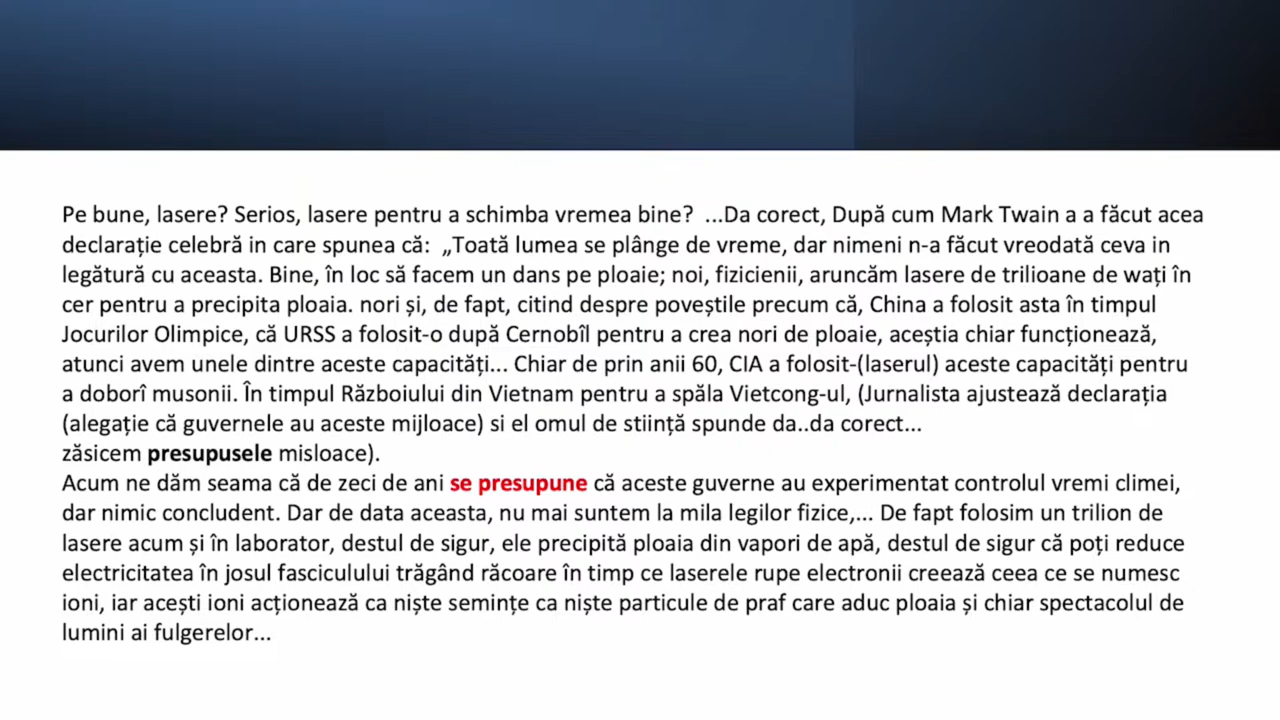 Pe bune, lasere? Serios, lasere pentru a schimba vremea bine?  ...Da corect, După cum Mark Twain a a făcut acea
declarație celebră in care spunea că:  „Toată lumea se plânge de vreme, dar nimeni n-a făcut vreodată ceva in
legătură cu aceasta. Bine, în loc să facem un dans pe ploaie; noi, fizicienii, aruncăm lasere de trilioane de wați în
cer pentru a precipita ploaia. nori și, de fapt, citind despre poveștile precum că, China a folosit asta în timpul
Jocurilor Olimpice, că URSS a folosit-o după Cernobîl pentru a crea nori de ploaie, aceștia chiar funcționează,
atunci avem unele dintre aceste capacități... Chiar de prin anii 60, CIA a folosit-(laserul) aceste capacități pentru
a doborî musonii. În timpul Războiului din Vietnam pentru a spăla Vietcong-ul, (Jurnalista ajustează declarația
(alegație că guvernele au aceste mijloace) si el omul de stiință spunde da..da corect...
zăsicem presupusele misloace).
Acum ne dăm seama că de zeci de ani se presupune că aceste guverne au experimentat controlul vremi climei,
dar nimic concludent. Dar de data aceasta, nu mai suntem la mila legilor fizice,... De fapt folosim un trilion de
lasere acum și în laborator, destul de sigur, ele precipită ploaia din vapori de apă, destul de sigur că poți reduce
electricitatea în josul fasciculului trăgând răcoare în timp ce laserele rupe electronii creează ceea ce se numesc
ioni, iar acești ioni acționează ca niște semințe ca niște particule de praf care aduc ploaia și chiar spectacolul de
lumini ai fulgerelor...